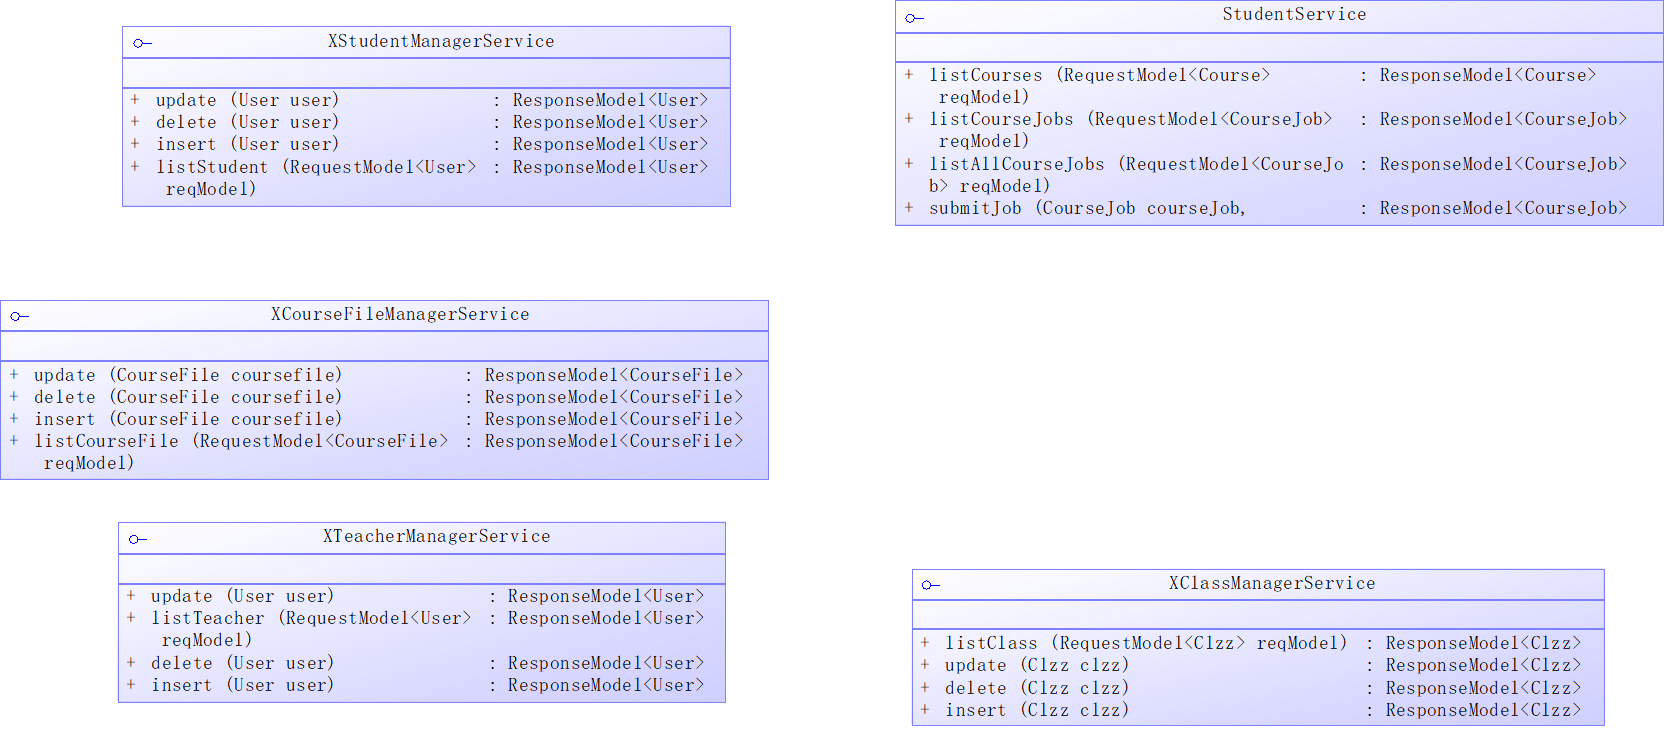 XStudentManagerService
+ update (User user) : ResponseModel<User>
+ delete (User user) : ResponseModel<User>
+ insert (User user) : ResponseModel<User>
+ listStudent (RequestModel<User> : ResponseModel<User>
reqModel)
StudentService
+ listCourses (RequestModel<Course> : ResponseModel<Course>
reqModel)
+ listCourseJobs (RequestModel<CourseJob> : ResponseModel<CourseJob>
reqModel)
+ listAllCourseJobs (RequestModel<CourseJo : ResponseModel<CourseJob>
b> reqModel)
+ submitJob (CourseJob courseJob, : ResponseModel<CourseJob>
XCourseFileManagerService
+ update (CourseFile coursefile) : ResponseModel<CourseFile>
+ delete (CourseFile coursefile) : ResponseModel<CourseFile>
+ insert (CourseFile coursefile) : ResponseModel<CourseFile>
+ listCourseFile (RequestModel<CourseFile> : ResponseModel<CourseFile>
reqModel)
XTeacherManagerService
+ update (User user) : ResponseModel<User>
+ listTeacher (RequestModel<User> : ResponseModel<User>
reqModel)
+ delete (User user) : ResponseModel<User>
+ insert (User user) : ResponseModel<User>
XClassManagerService
+ listClass (RequestModel<Clzz> reqModel) : ResponseModel<Clzz>
+ update (Clzz clzz) : ResponseModel<Clzz>
+ delete (Clzz clzz) : ResponseModel<Clzz>
+ insert (Clzz clzz) : ResponseModel<Clzz>